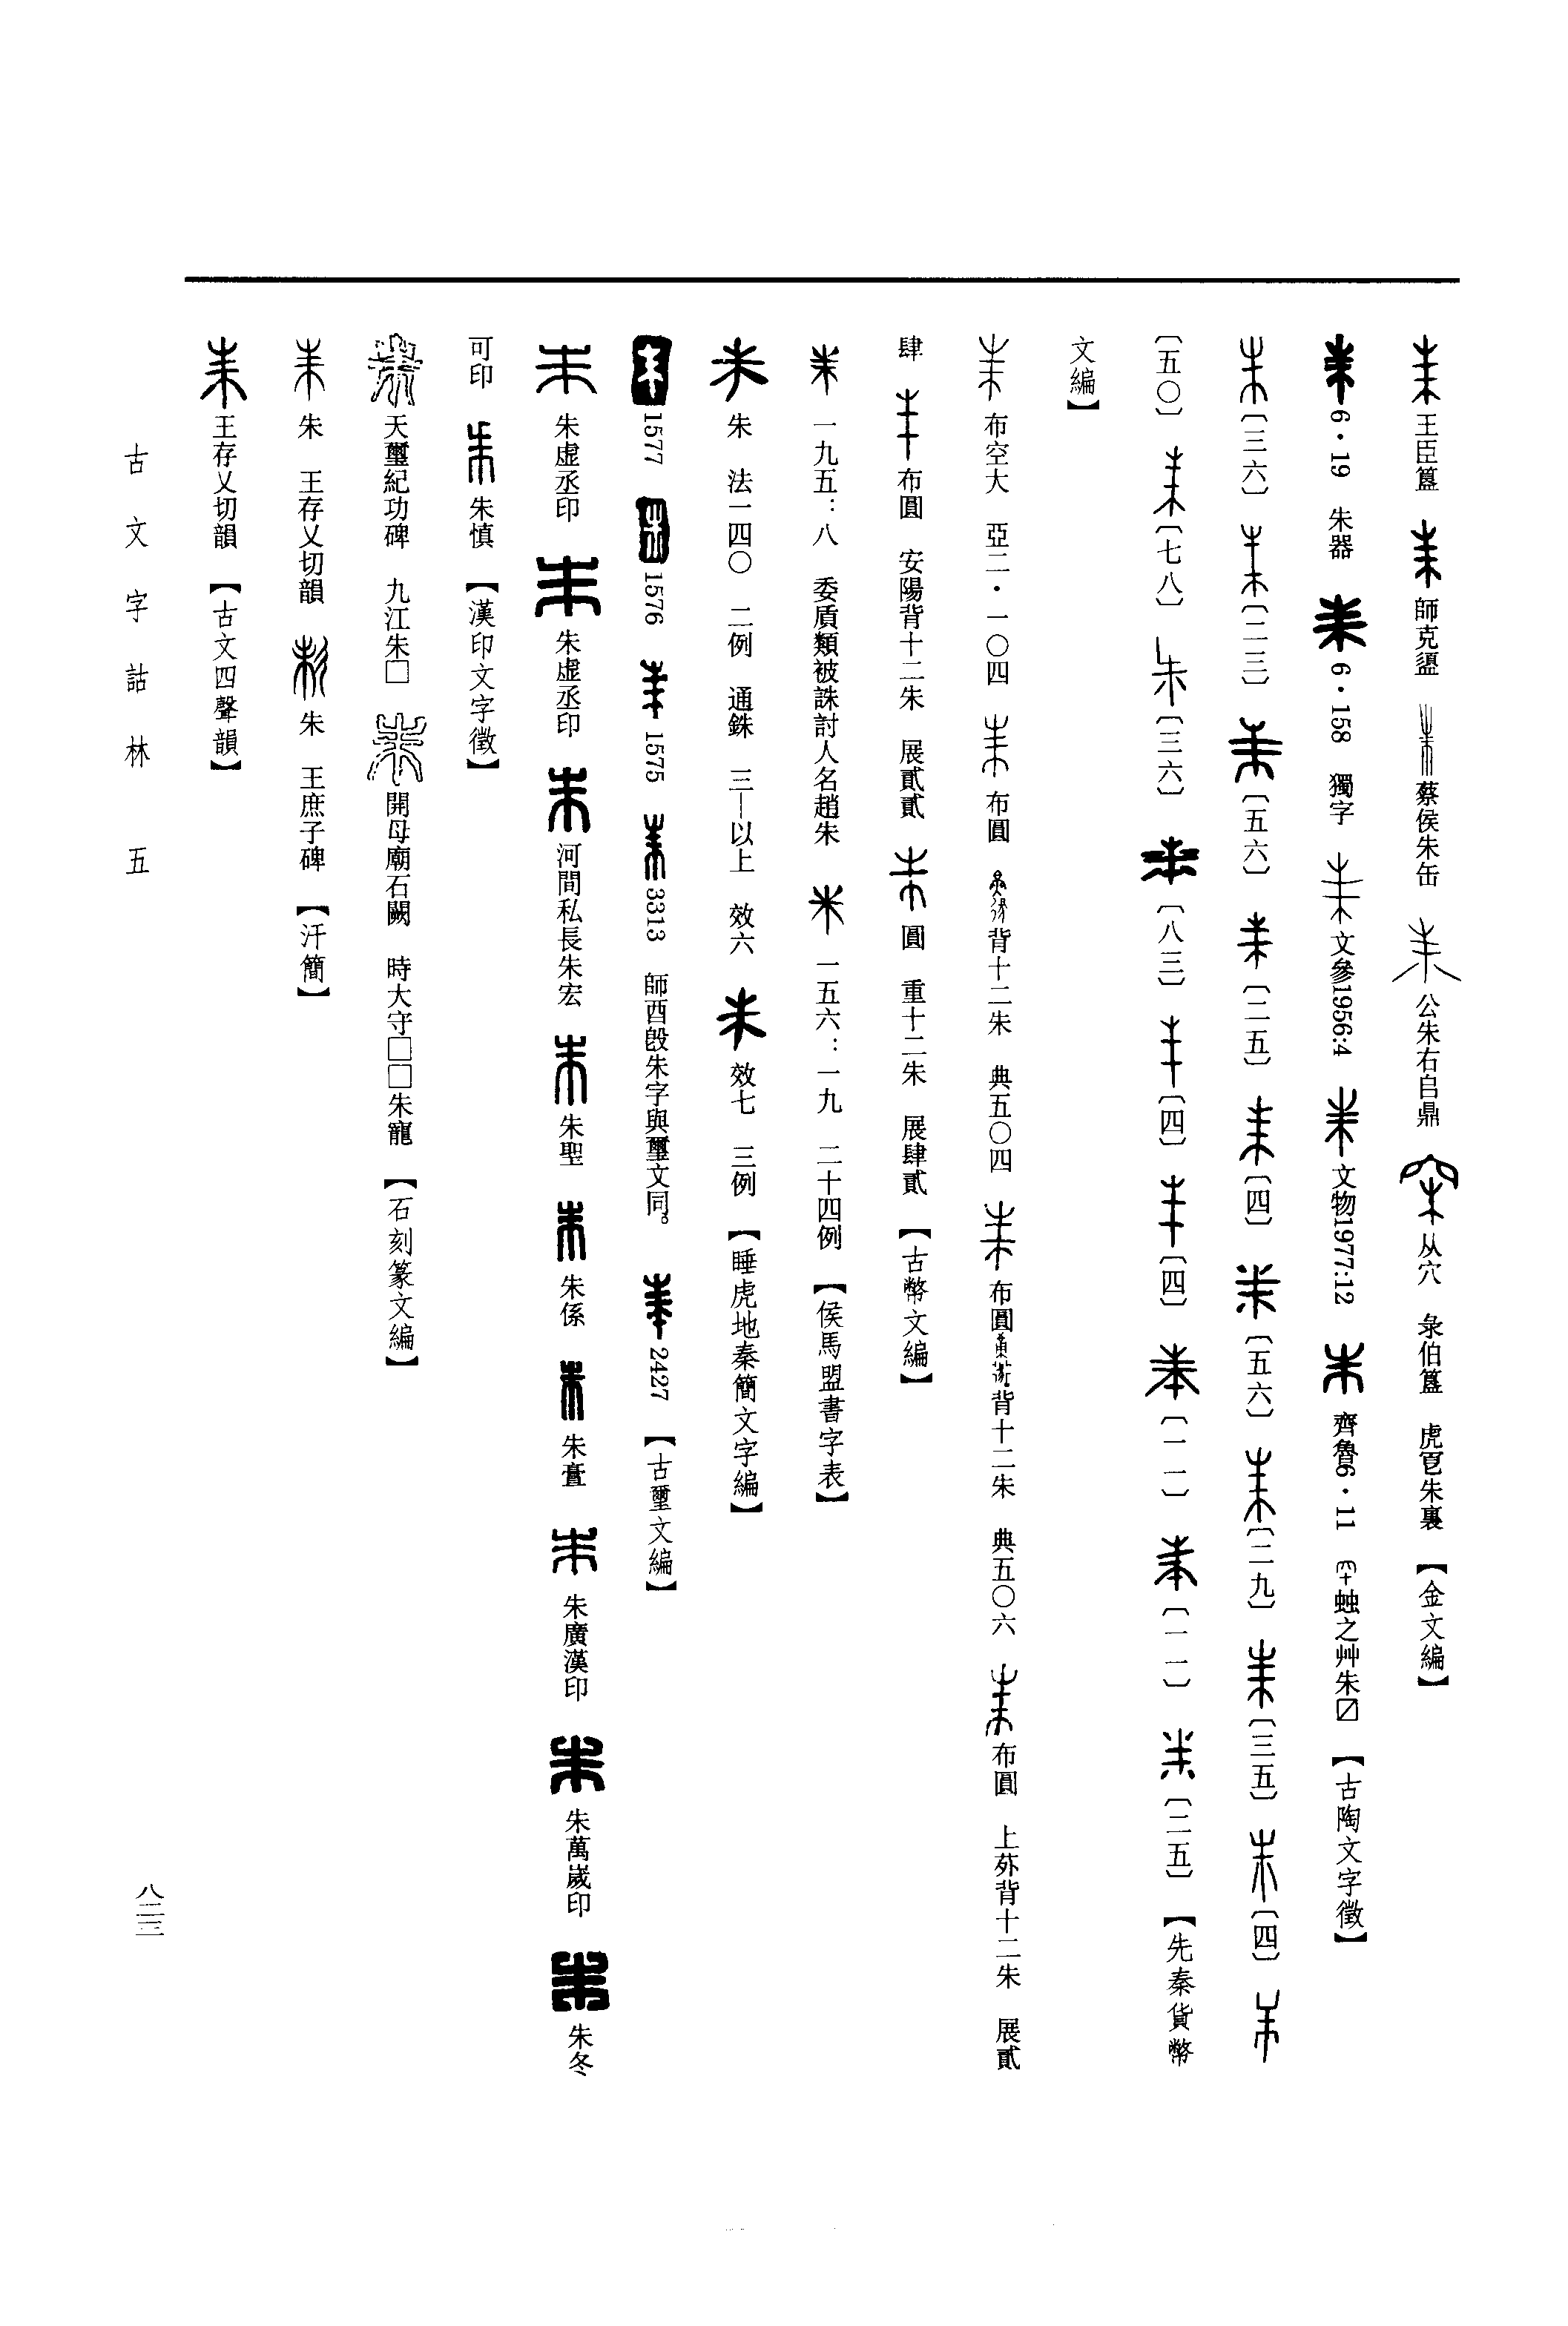 王臣簋　師克盨　蔡侯朱缶　公朱右𠂤鼎　从穴　彔伯簋　虎冟朱裏　【金文編】
6・19　朱器　6・158　獨字　文參1956:4　文物1977:12　齊魯6・11　蛐之艸朱〼　【古陶文字徵】
〔三六〕　〔二三〕　〔五六〕　〔二五〕　〔四〕　〔五六〕　〔二九〕　〔三五〕　〔四〕
〔五〇〕　〔七八〕　〔三六〕　〔八三〕　〔四〕　〔四〕　〔一二〕　〔一一〕　〔二五〕　【先秦貨幣
文編】
布空大　亞二・一〇四　布圓　背十二朱　典五〇四　布圓　背十二朱　典五〇六　布圓　上　背十二朱　展貳
肆　布圓　安陽背十二朱　展貳貳　圓　重十二朱　展肆貳　【古幣文編】
一九五：八　委質類被誅討人名趙朱　一五六：一九　二十四例　【侯馬盟書字表】
朱　法一四〇　二例　通銖　三—以上　效六　效七　三例　【睡虎地秦簡文字編】
1577　1576　1575　3313　師酉𣪘朱字與璽文同。　2427　【古璽文編】
朱虛丞印　朱虛丞印　河間私長朱宏　朱聖　朱係　朱　朱廣漢印　朱萬歲印　朱冬
可印　朱慎　【漢印文字徵】
天璽紀功碑　九江朱□　開母廟石闕　時大守□□朱寵　【石刻篆文編】
朱　王存乂切韻　朱　王庶子碑　【汗簡】
王存乂切韻　【古文四聲韻】
古文字詁林　五
八二三